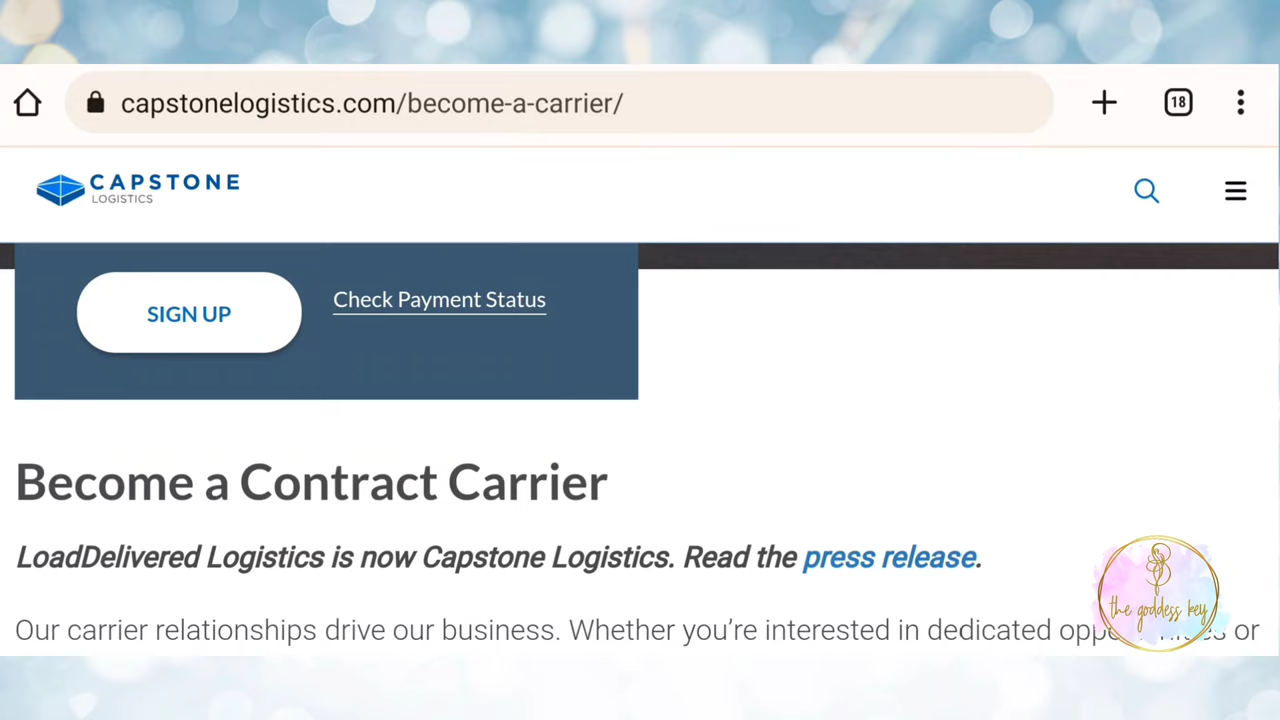 capstonelogistics.com/become-a-carrier/
18
CAPSTONE
LOGISTICS
SIGN UP
Check Payment Status
Become a Contract Carrier
LoadDelivered Logistics is now Capstone Logistics. Read the press release.
Our carrier relationships drive our business. Whether you're interested in dedicated or
the goddess key